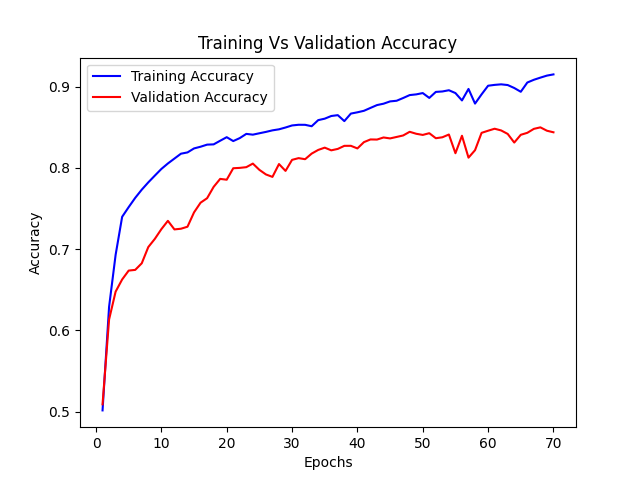 Training Vs Validation Accuracy
Training Accuracy
Validation Accuracy
Accuracy
0.9
0.8
0.7
0.6
0.5
0 10 20 30 40 50 60 70
Epochs